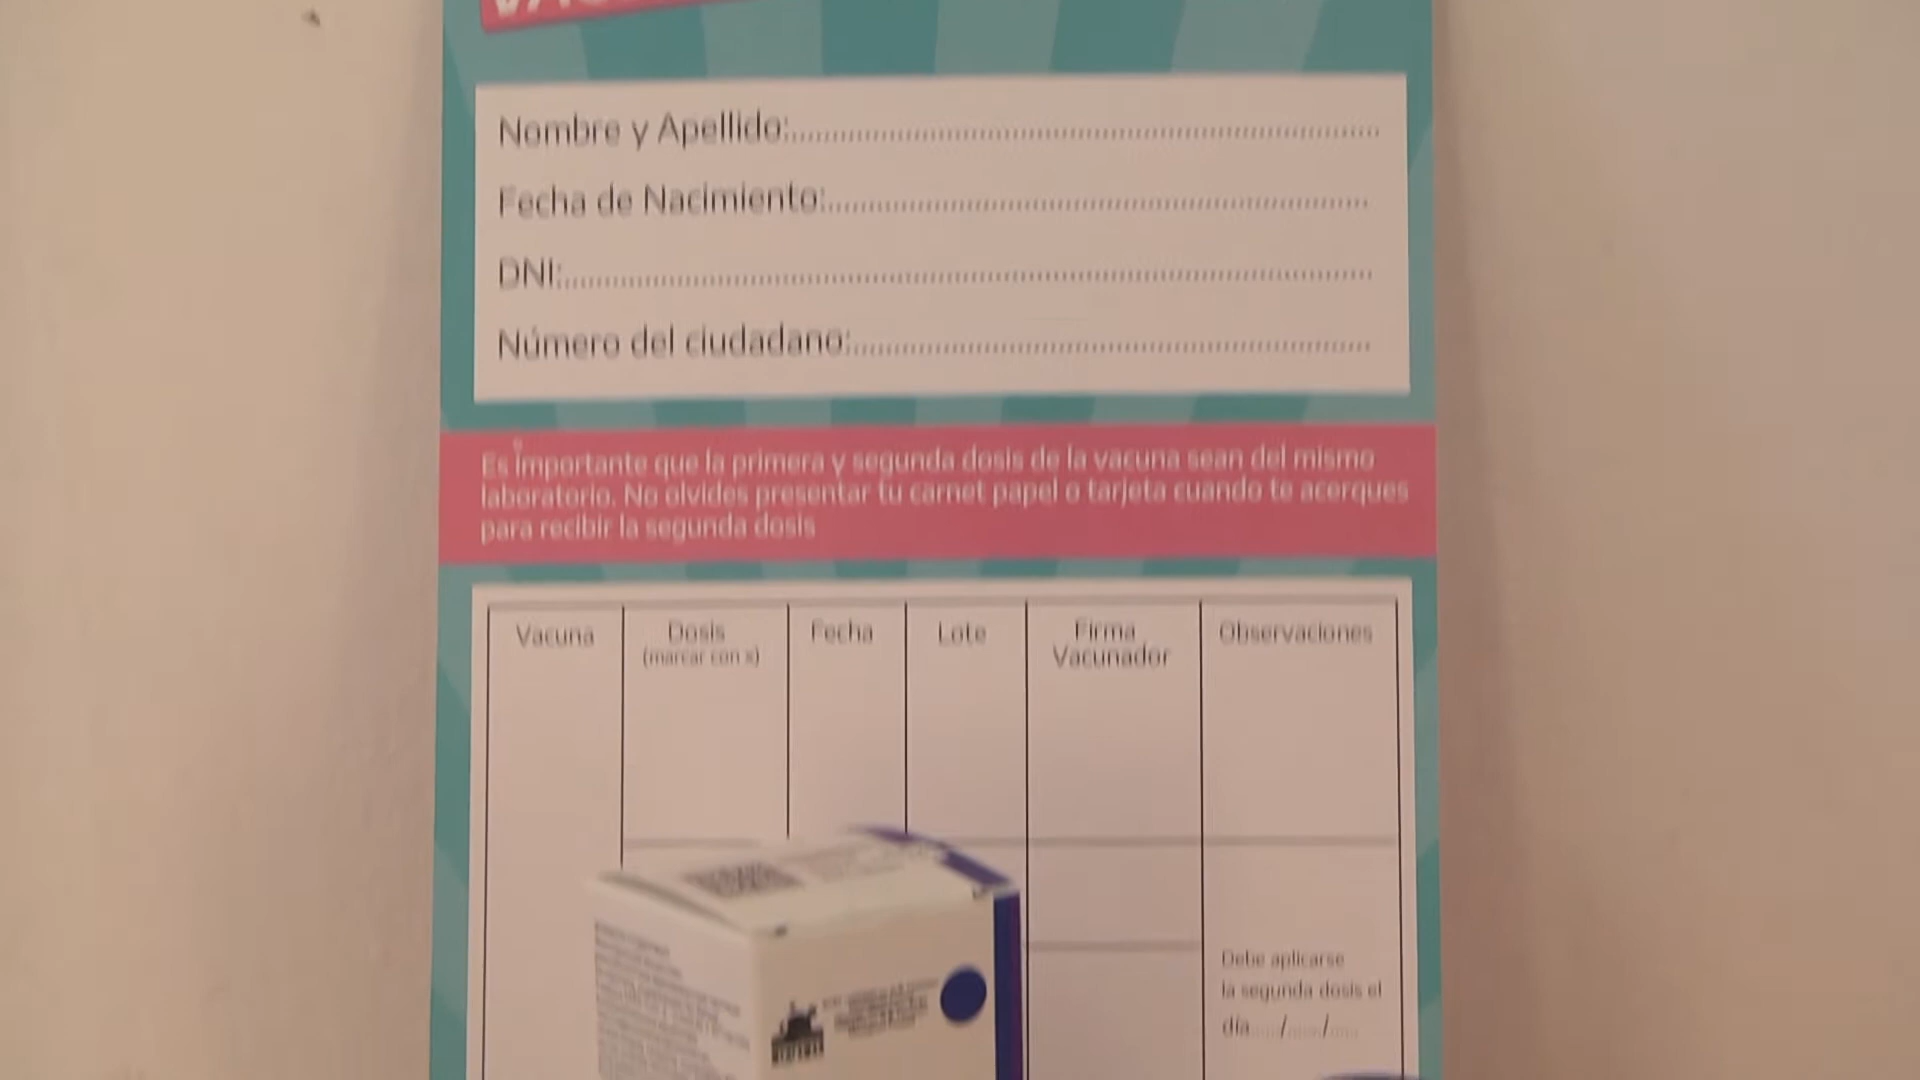 Nombre y Apellido:
Fecha de Nacimiento:
DNI:
Número del ciudadano:
Es importante que la primera y segunda dosis de la vacuna sean del mismo
laboratorio. No olvides presentar tu carnet papel o tarjeta cuando te acerques
para recibir la segunda dosis
Vacuna
Dosis
(marcar con x)
Fecha
Lote
Firma
Vacunador
Observaciones
Debe aplicarse
la segunda dosis el
día..../..../....